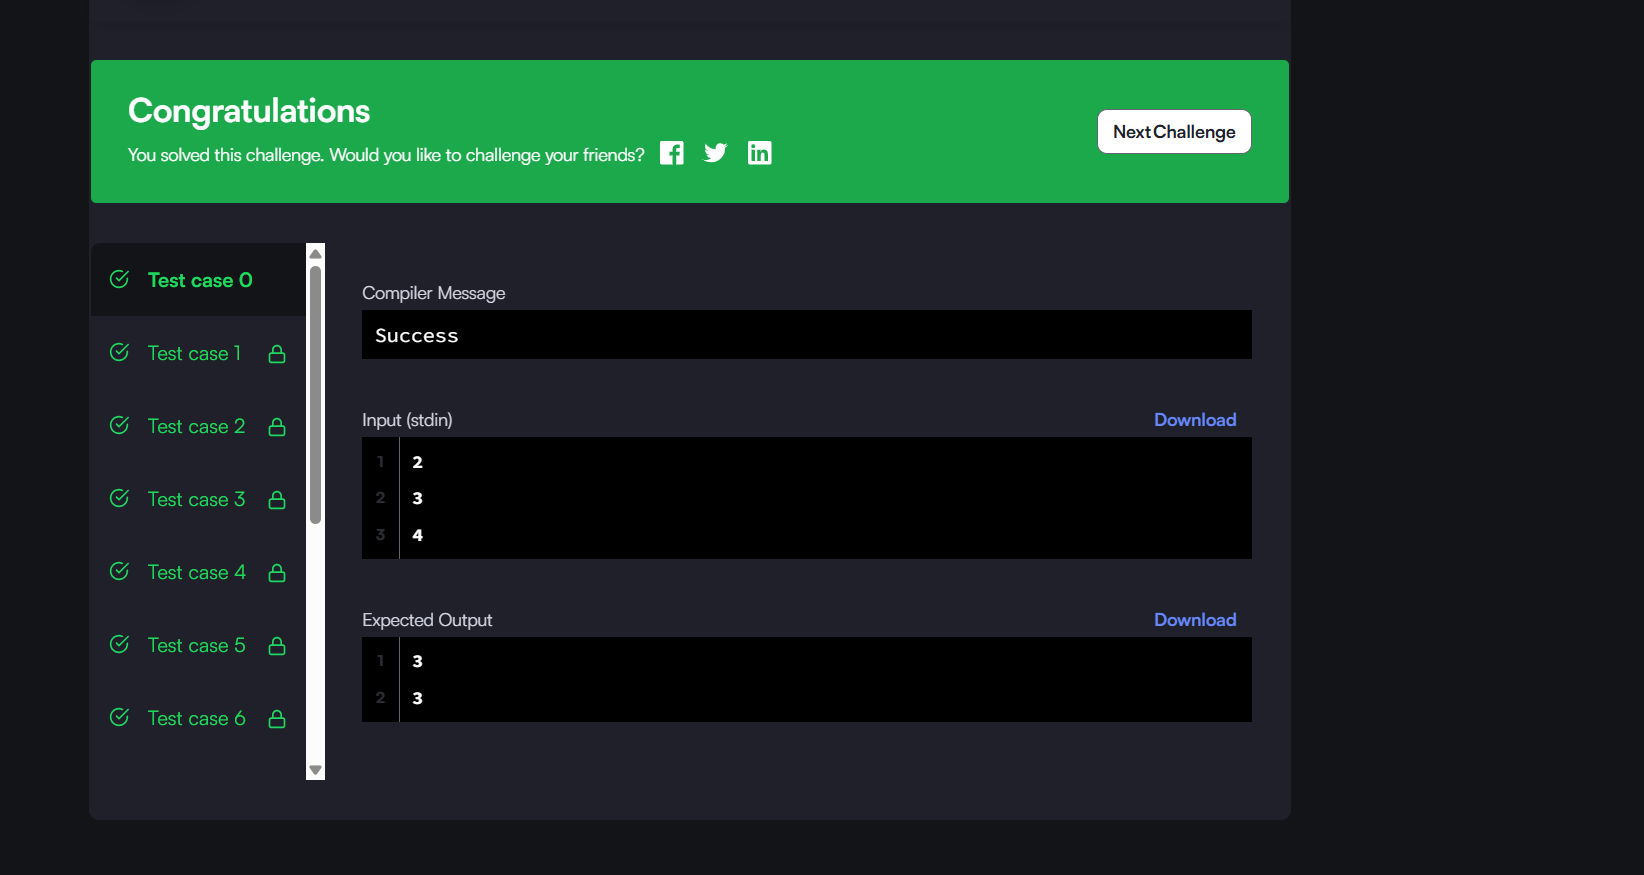 Congratulations
You solved this challenge. Would you like to challenge your friends?
Next Challenge
Test case 0
Test case 1
Test case 2
Test case 3
Test case 4
Test case 5
Test case 6
Compiler Message
Success
Input (stdin)
Download
1 2
2 3
3 4
Expected Output
Download
1 3
2 3